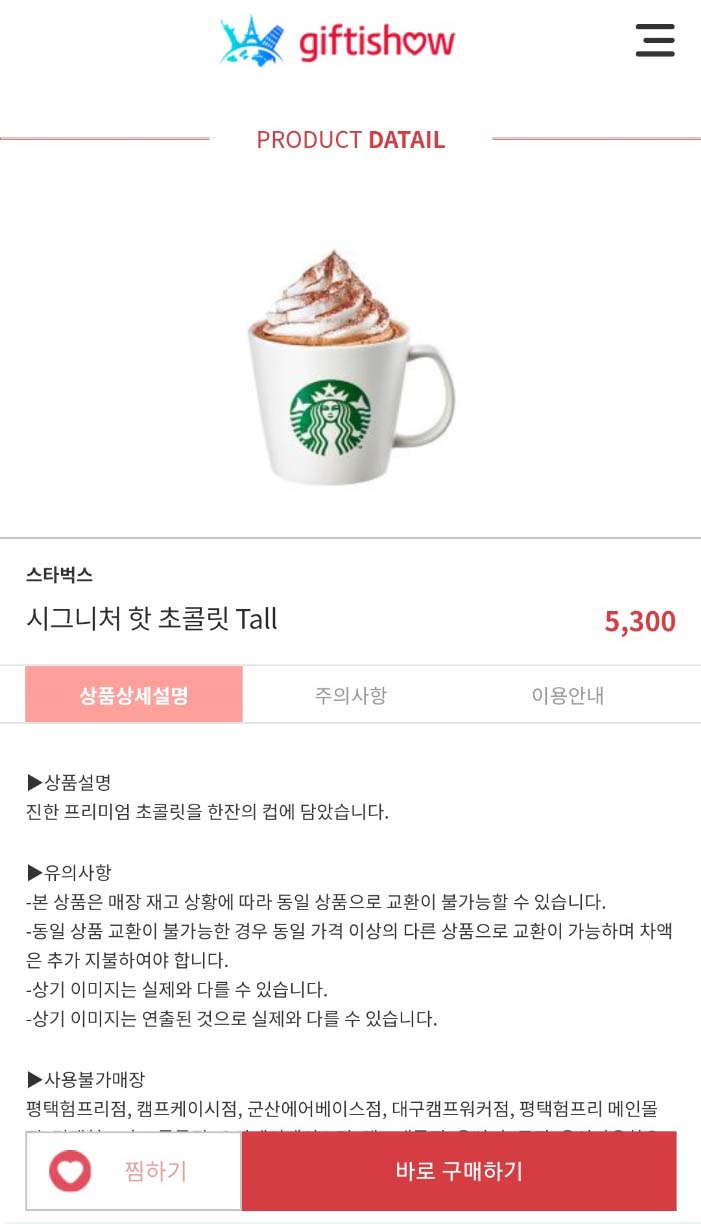 giftishow
PRODUCT DATAIL
스타벅스
시그니처 핫 초콜릿 Tall
5,300
상품상세설명
주의사항
이용안내
▶상품설명
진한 프리미엄 초콜릿을 한잔의 컵에 담았습니다.
▶유의사항
-본 상품은 매장 재고 상황에 따라 동일 상품으로 교환이 불가능할 수 있습니다.
-동일 상품 교환이 불가능한 경우 동일 가격 이상의 다른 상품으로 교환이 가능하며 차액
은 추가 지불하여야 합니다.
-상기 이미지는 실제와 다를 수 있습니다.
-상기 이미지는 연출된 것으로 실제와 다를 수 있습니다.
▶사용불가매장
평택험프리점, 캠프케이시점, 군산에어베이스점, 대구캠프워커점, 평택험프리 메인몰
찜하기
바로 구매하기